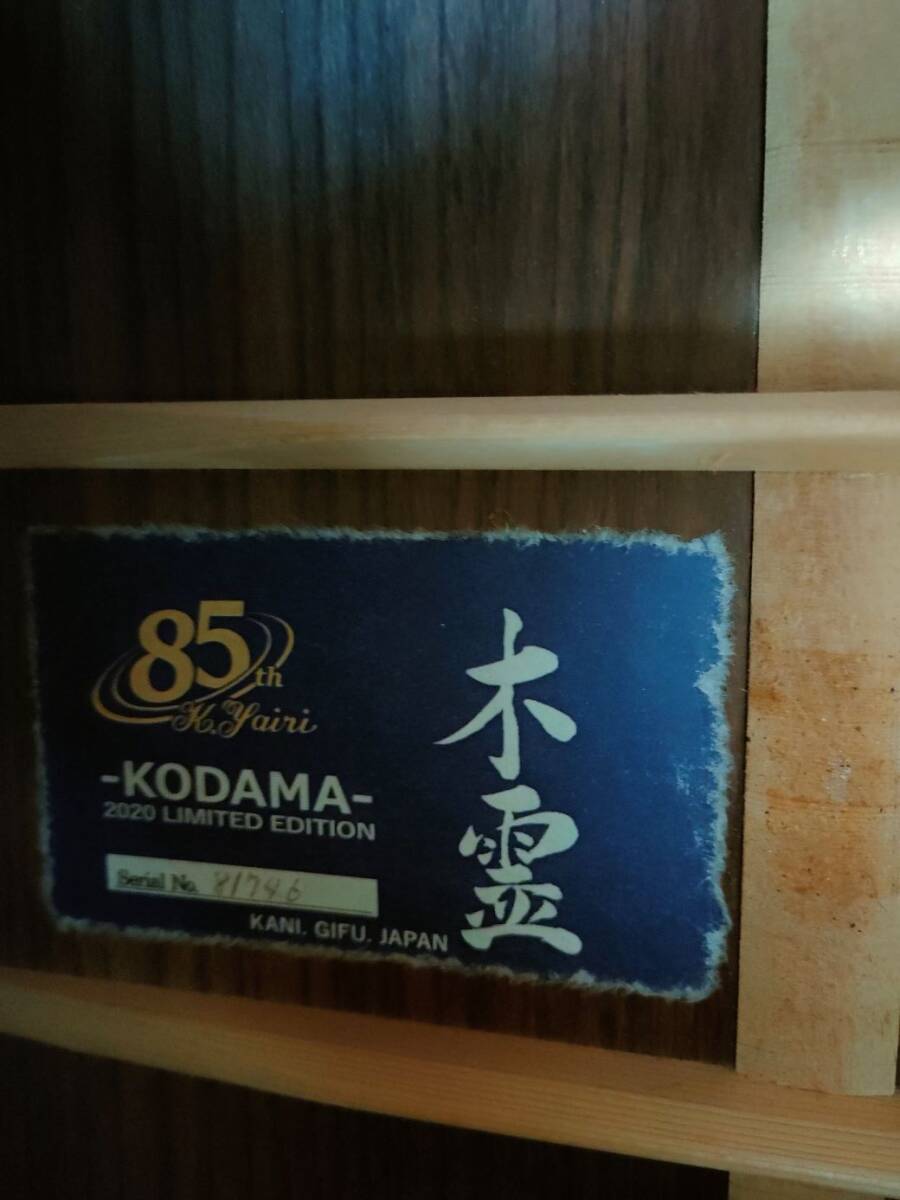 85th
K.Yairi
-KODAMA-
2020 LIMITED EDITION
Serial No. 81746
KANI. GIFU. JAPAN
木霊